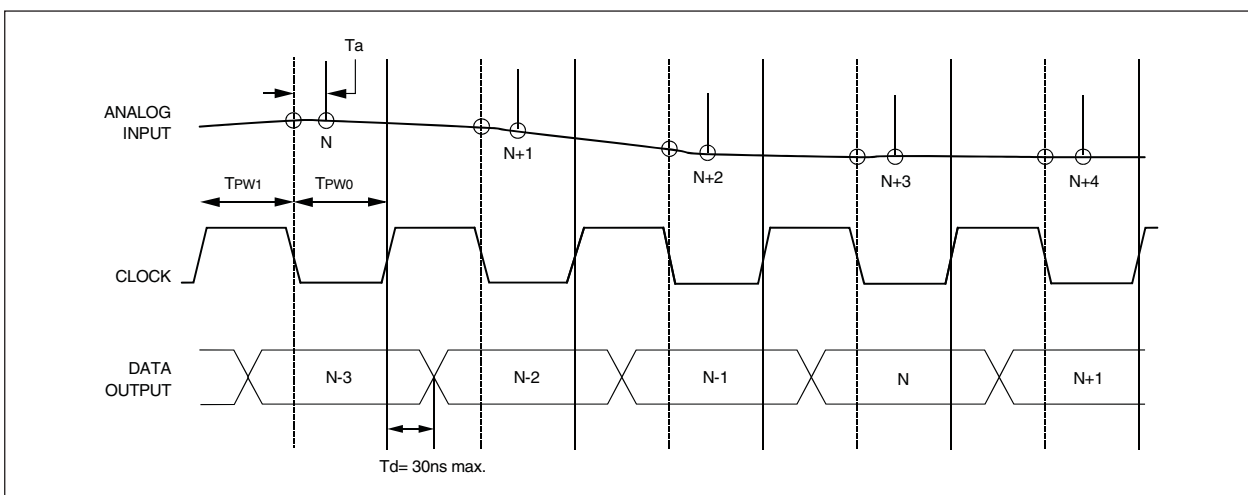 Ta
ANALOG
INPUT
N
N+1
N+2
N+3
N+4
TPW1
TPW0
CLOCK
DATA
OUTPUT
N-3
N-2
N-1
N
N+1
Td= 30ns max.